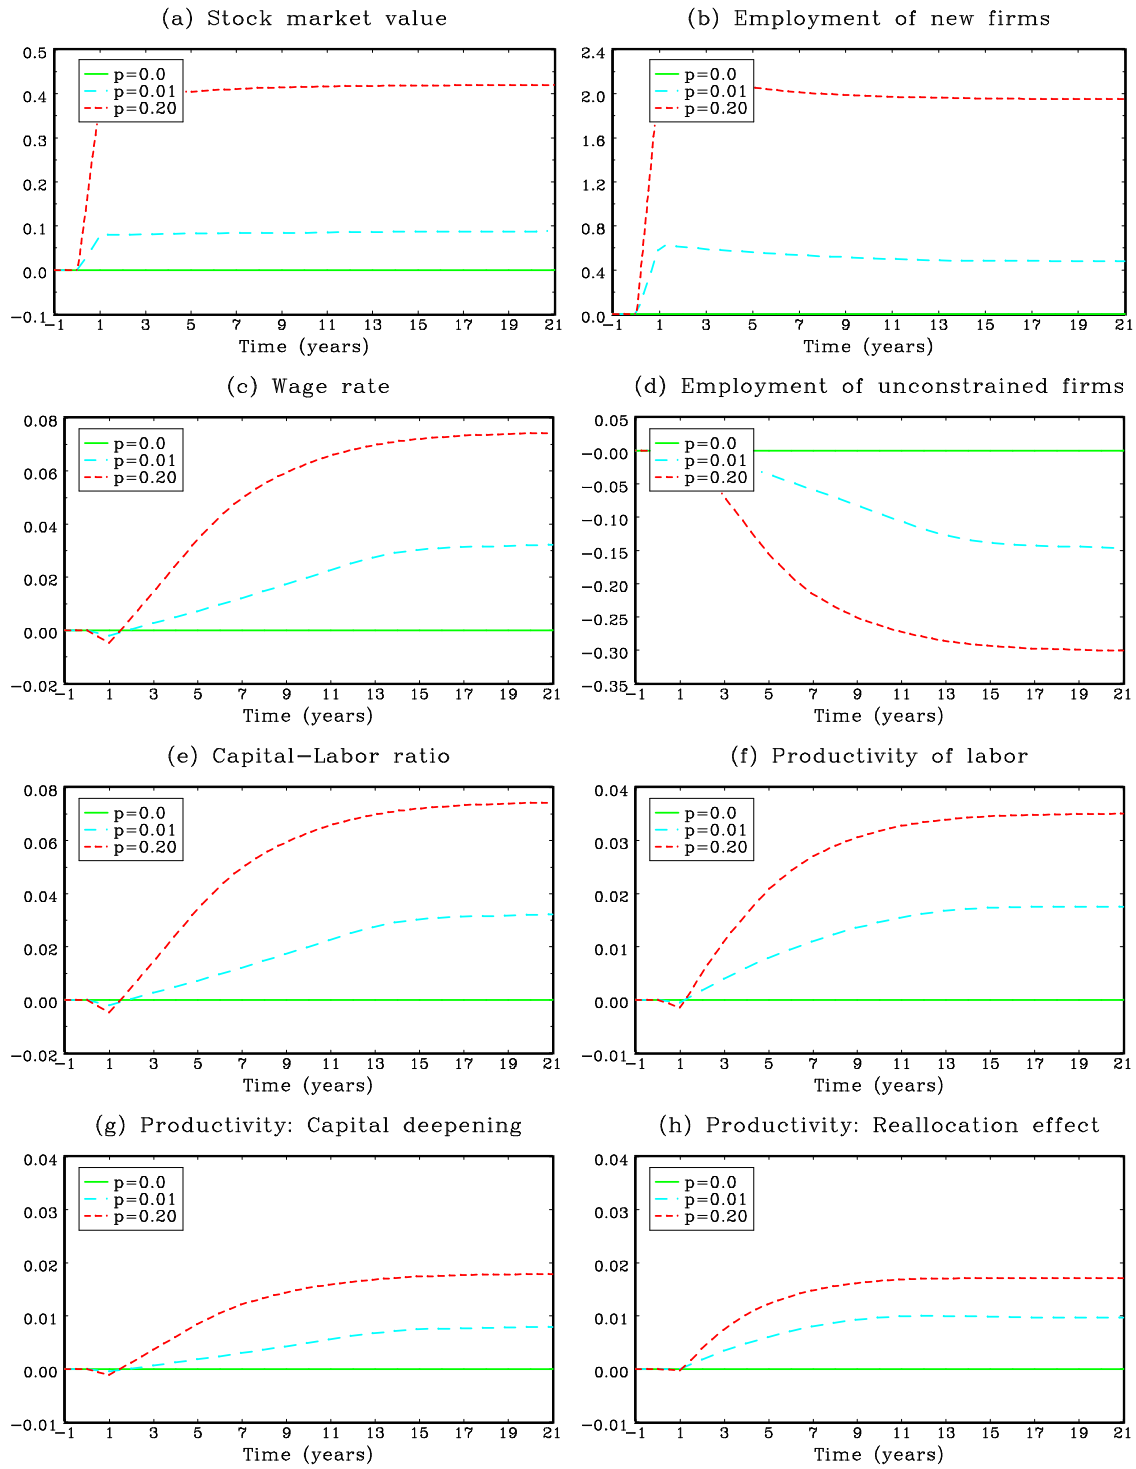 (a) Stock market value
0.5
0.4
0.3
0.2
0.1
0.0
−0.1
p=0.0
p=0.01
p=0.20
−1 1 3 5 7 9 11 13 15 17 19 21
Time (years)
(b) Employment of new firms
2.4
2.0
1.6
1.2
0.8
0.4
0.0
p=0.0
p=0.01
p=0.20
−1 1 3 5 7 9 11 13 15 17 19 21
Time (years)
(c) Wage rate
0.08
0.06
0.04
0.02
0.00
−0.02
p=0.0
p=0.01
p=0.20
−1 1 3 5 7 9 11 13 15 17 19 21
Time (years)
(d) Employment of unconstrained firms
0.05
−0.00
−0.05
−0.10
−0.15
−0.20
−0.25
−0.30
−0.35
p=0.0
p=0.01
p=0.20
−1 1 3 5 7 9 11 13 15 17 19 21
Time (years)
(e) Capital−Labor ratio
0.08
0.06
0.04
0.02
0.00
−0.02
p=0.0
p=0.01
p=0.20
−1 1 3 5 7 9 11 13 15 17 19 21
Time (years)
(f) Productivity of labor
0.04
0.03
0.02
0.01
0.00
−0.01
p=0.0
p=0.01
p=0.20
−1 1 3 5 7 9 11 13 15 17 19 21
Time (years)
(g) Productivity: Capital deepening
0.04
0.03
0.02
0.01
0.00
−0.01
p=0.0
p=0.01
p=0.20
−1 1 3 5 7 9 11 13 15 17 19 21
Time (years)
(h) Productivity: Reallocation effect
0.04
0.03
0.02
0.01
0.00
−0.01
p=0.0
p=0.01
p=0.20
−1 1 3 5 7 9 11 13 15 17 19 21
Time (years)